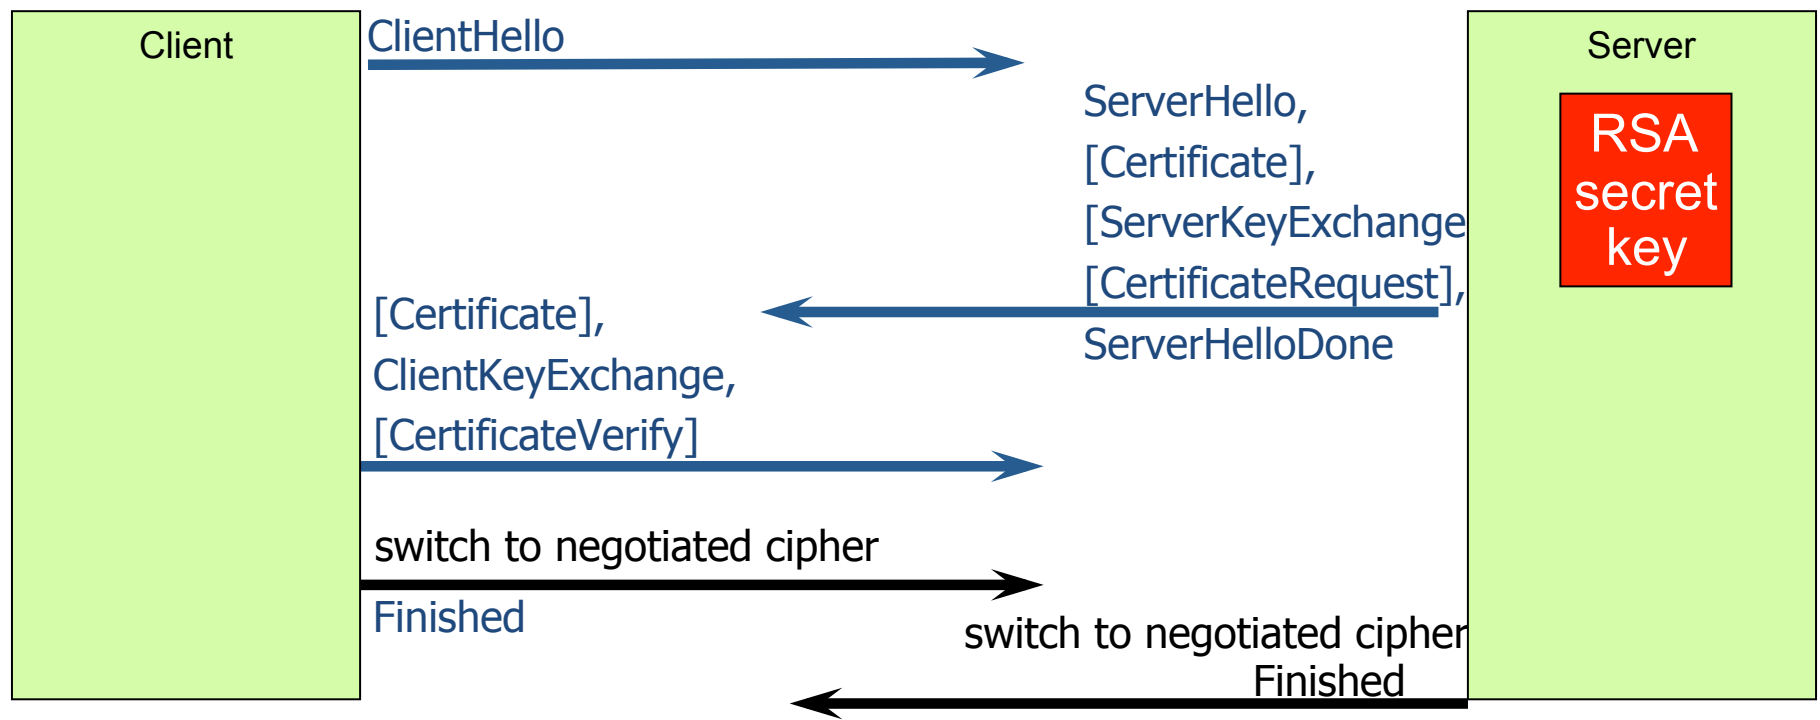 Client
ClientHello
Server
ServerHello,
[Certificate],
[ServerKeyExchange
[CertificateRequest],
ServerHelloDone
RSA
secret
key
[Certificate],
ClientKeyExchange,
[CertificateVerify]
switch to negotiated cipher
Finished
switch to negotiated cipher
Finished